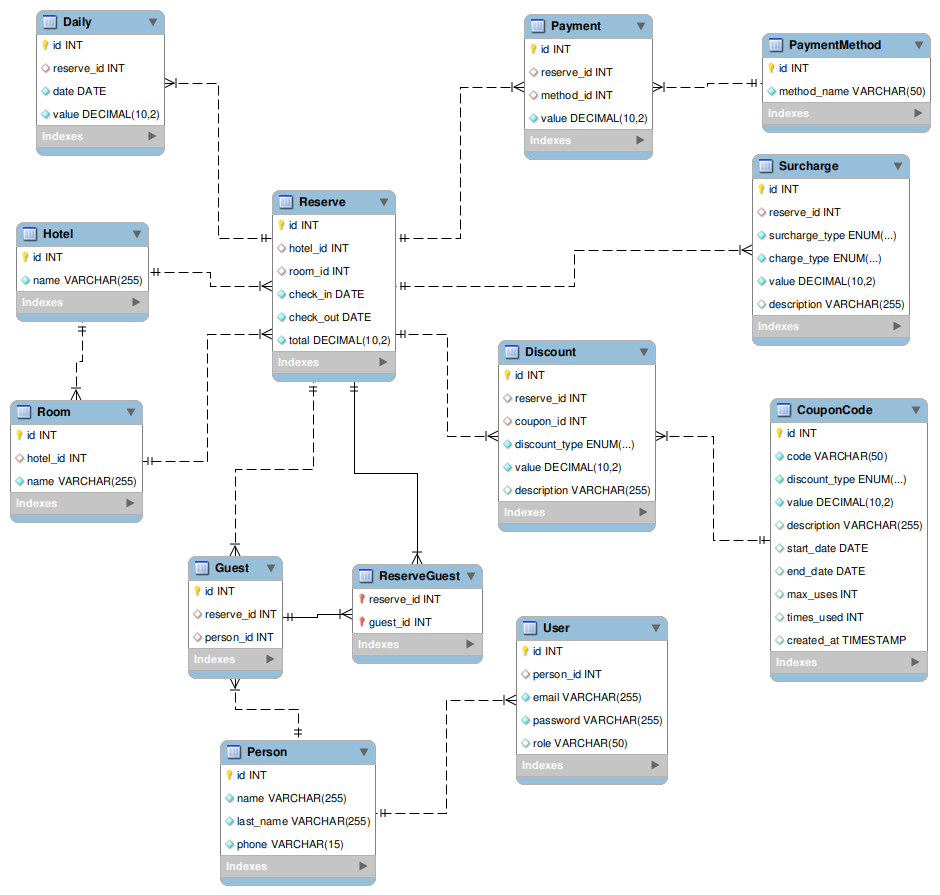 Daily
id INT
reserve_id INT
date DATE
value DECIMAL(10,2)
Indexes
Payment
id INT
reserve_id INT
method_id INT
value DECIMAL(10,2)
Indexes
PaymentMethod
id INT
method_name VARCHAR(50)
Indexes
Surcharge
id INT
reserve_id INT
surcharge_type ENUM(...)
charge_type ENUM(...)
value DECIMAL(10,2)
description VARCHAR(255)
Indexes
Reserve
id INT
hotel_id INT
room_id INT
check_in DATE
check_out DATE
total DECIMAL(10,2)
Indexes
Hotel
id INT
name VARCHAR(255)
Indexes
Room
id INT
hotel_id INT
name VARCHAR(255)
Indexes
Discount
id INT
reserve_id INT
coupon_id INT
discount_type ENUM(...)
value DECIMAL(10,2)
description VARCHAR(255)
Indexes
CouponCode
id INT
code VARCHAR(50)
discount_type ENUM(...)
value DECIMAL(10,2)
description VARCHAR(255)
start_date DATE
end_date DATE
max_uses INT
times_used INT
created_at TIMESTAMP
Indexes
Guest
id INT
reserve_id INT
person_id INT
Indexes
ReserveGuest
reserve_id INT
guest_id INT
Indexes
User
id INT
person_id INT
email VARCHAR(255)
password VARCHAR(255)
role VARCHAR(50)
Indexes
Person
id INT
name VARCHAR(255)
last_name VARCHAR(255)
phone VARCHAR(15)
Indexes